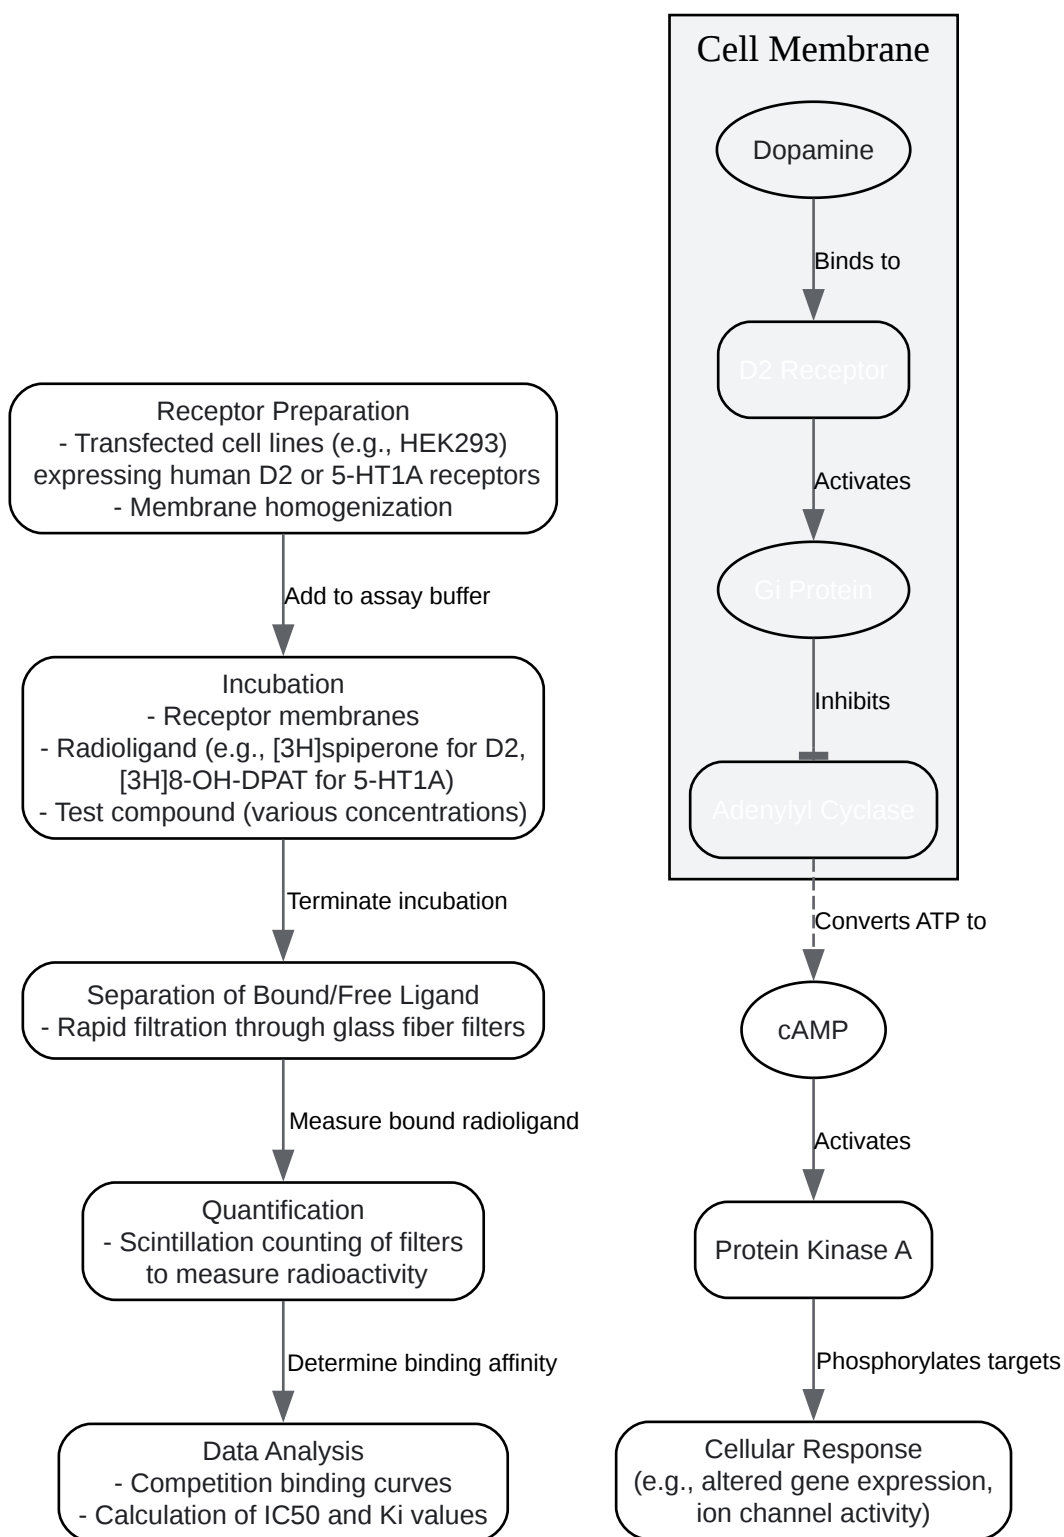 Receptor Preparation
- Transfected cell lines (e.g., HEK293)
expressing human D2 or 5-HT1A receptors
- Membrane homogenization
Add to assay buffer
Incubation
- Receptor membranes
- Radioligand (e.g., [3H]spiperone for D2,
[3H]8-OH-DPAT for 5-HT1A)
- Test compound (various concentrations)
Terminate incubation
Separation of Bound/Free Ligand
- Rapid filtration through glass fiber filters
Measure bound radioligand
Quantification
- Scintillation counting of filters
to measure radioactivity
Determine binding affinity
Data Analysis
- Competition binding curves
- Calculation of IC50 and Ki values
Cell Membrane
Dopamine
Binds to
D2 Receptor
Activates
Gi Protein
Inhibits
Adenylyl Cyclase
Converts ATP to
cAMP
Activates
Protein Kinase A
Phosphorylates targets
Cellular Response
(e.g., altered gene expression,
ion channel activity)